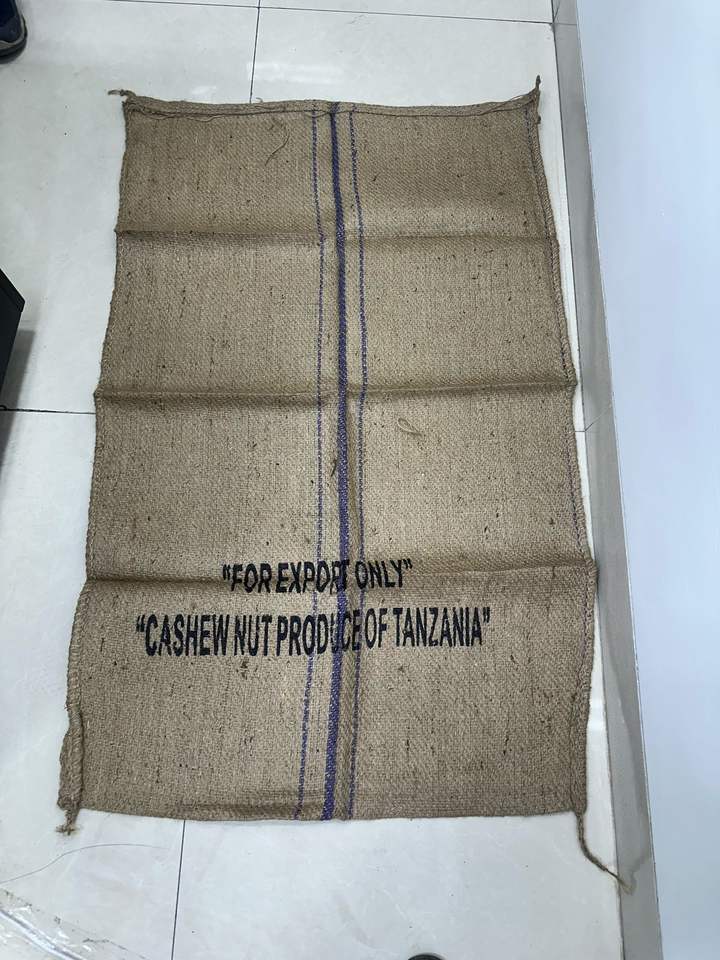 "FOR EXPORT ONLY"
"CASHEW NUT PRODUCE OF TANZANIA"